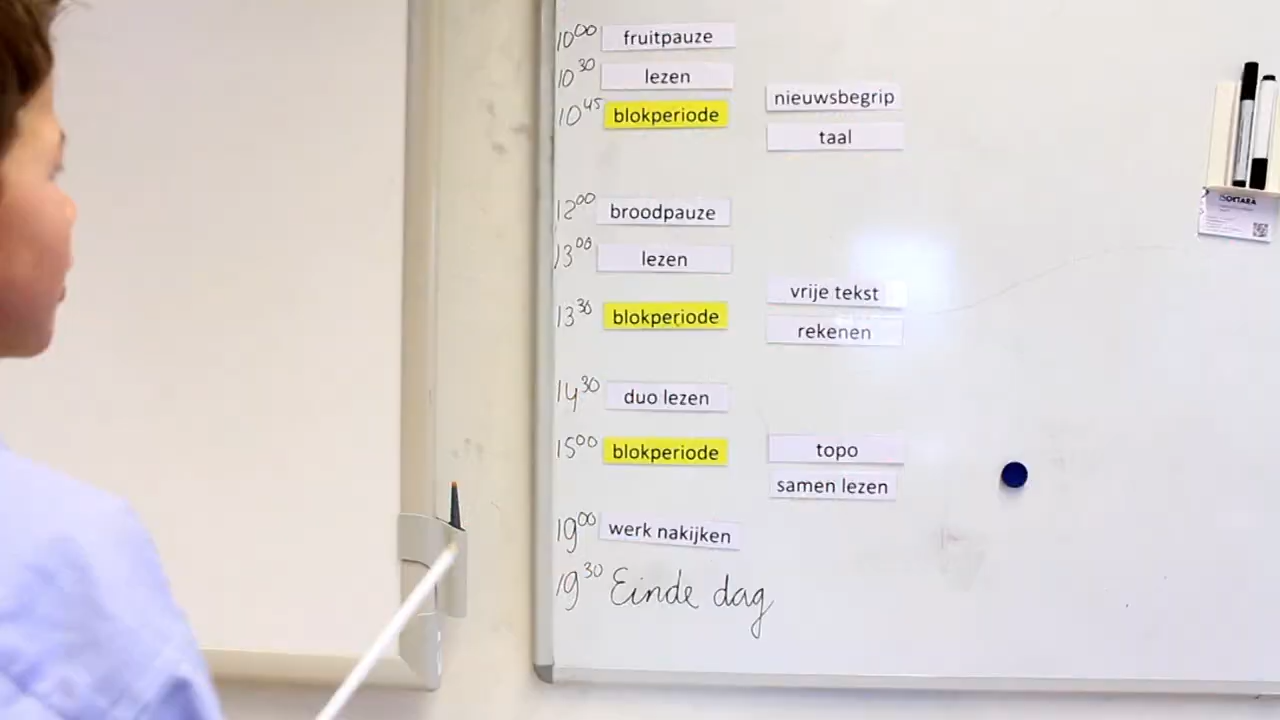 10⁰⁰ fruitpauze
10³⁰ lezen
10⁴⁵ blokperiode
nieuwsbegrip
taal
12⁰⁰ broodpauze
13⁰⁰ lezen
13³⁰ blokperiode
vrije tekst
rekenen
14³⁰ duo lezen
15⁰⁰ blokperiode
topo
samen lezen
19⁰⁰ werk nakijken
19³⁰ Einde dag